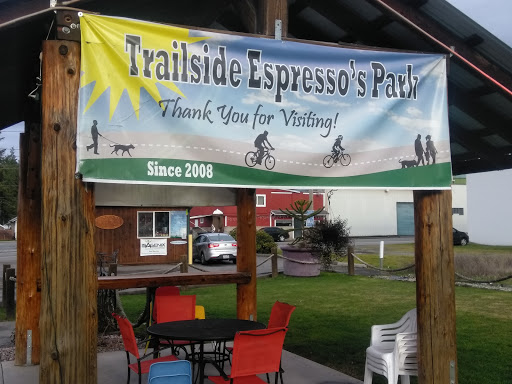 Trailside Espresso's Park
Thank You for Visiting!
Since 2008